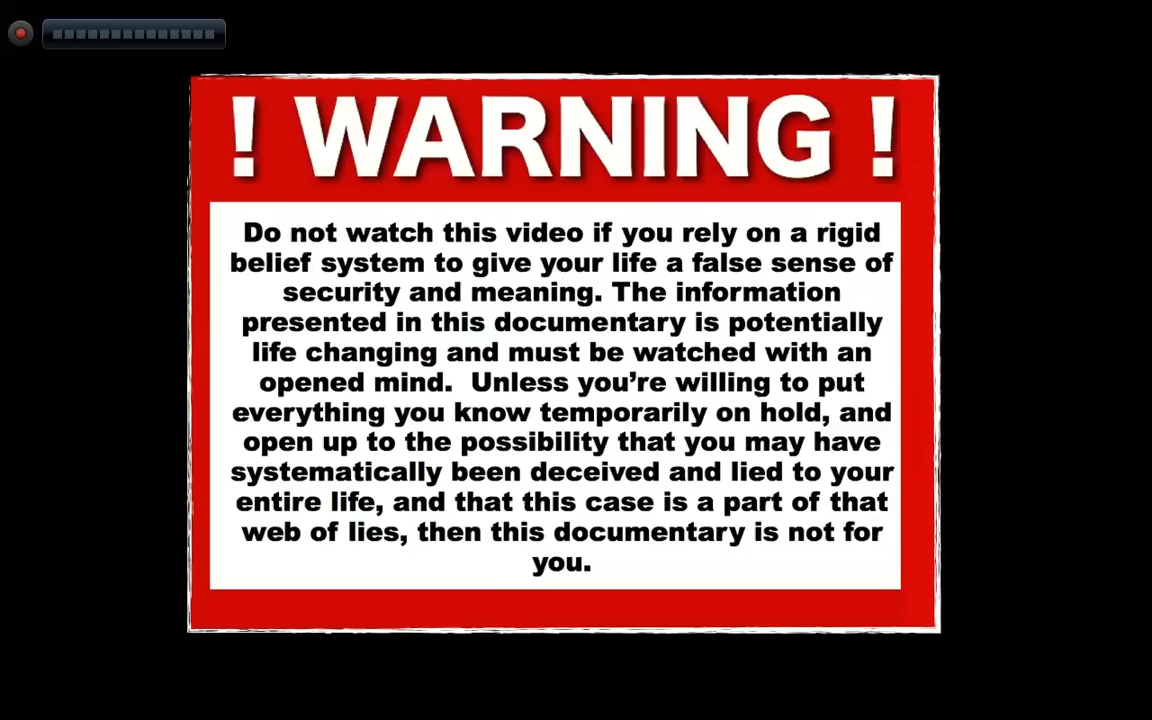 ! WARNING !
Do not watch this video if you rely on a rigid
belief system to give your life a false sense of
security and meaning. The information
presented in this documentary is potentially
life changing and must be watched with an
opened mind.  Unless you’re willing to put
everything you know temporarily on hold, and
open up to the possibility that you may have
systematically been deceived and lied to your
entire life, and that this case is a part of that
web of lies, then this documentary is not for
you.